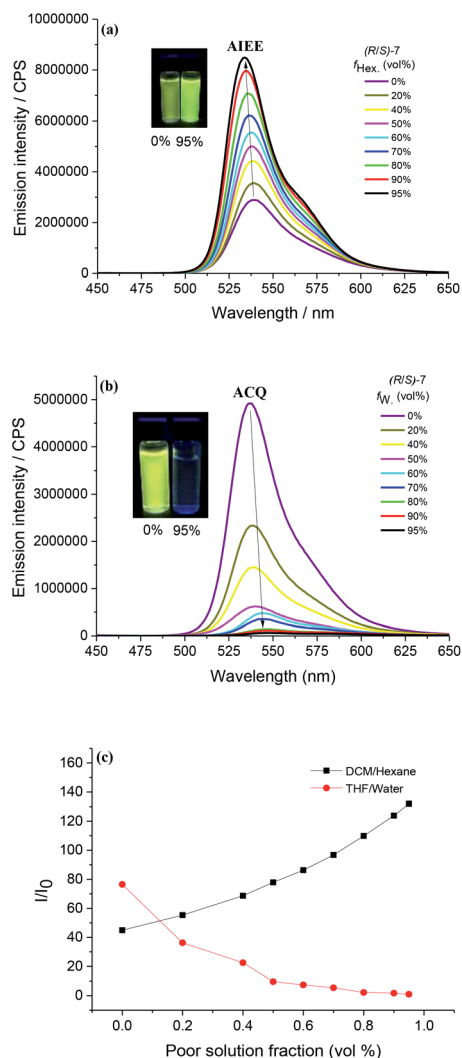 (a)
AIEE
(R/S)-7
fHex. (vol%)
0%
20%
40%
50%
60%
70%
80%
90%
95%
0% 95%
Emission intensity / CPS
10000000
8000000
6000000
4000000
2000000
0
450 475 500 525 550 575 600 625 650
Wavelength / nm
(b)
ACQ
(R/S)-7
fW. (vol%)
0%
20%
40%
50%
60%
70%
80%
90%
95%
0% 95%
Emission intensity / CPS
5000000
4000000
3000000
2000000
1000000
0
450 475 500 525 550 575 600 625 650
Wavelength (nm)
(c)
DCM/Hexane
THF/Water
I/I0
160
140
120
100
80
60
40
20
0
0.0 0.2 0.4 0.6 0.8 1.0
Poor solution fraction (vol %)